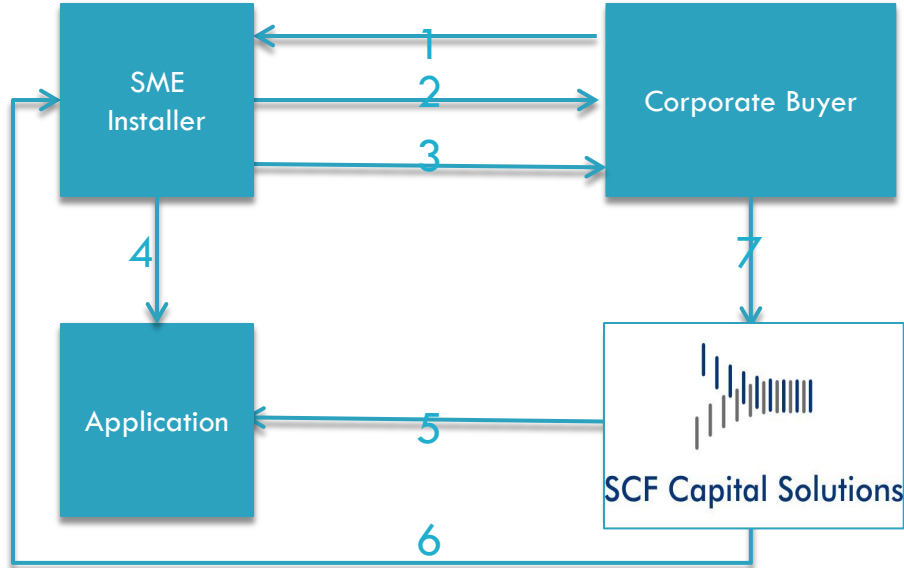 1
SME
Installer
2
Corporate Buyer
3
4
7
Application
5
SCF Capital Solutions
6